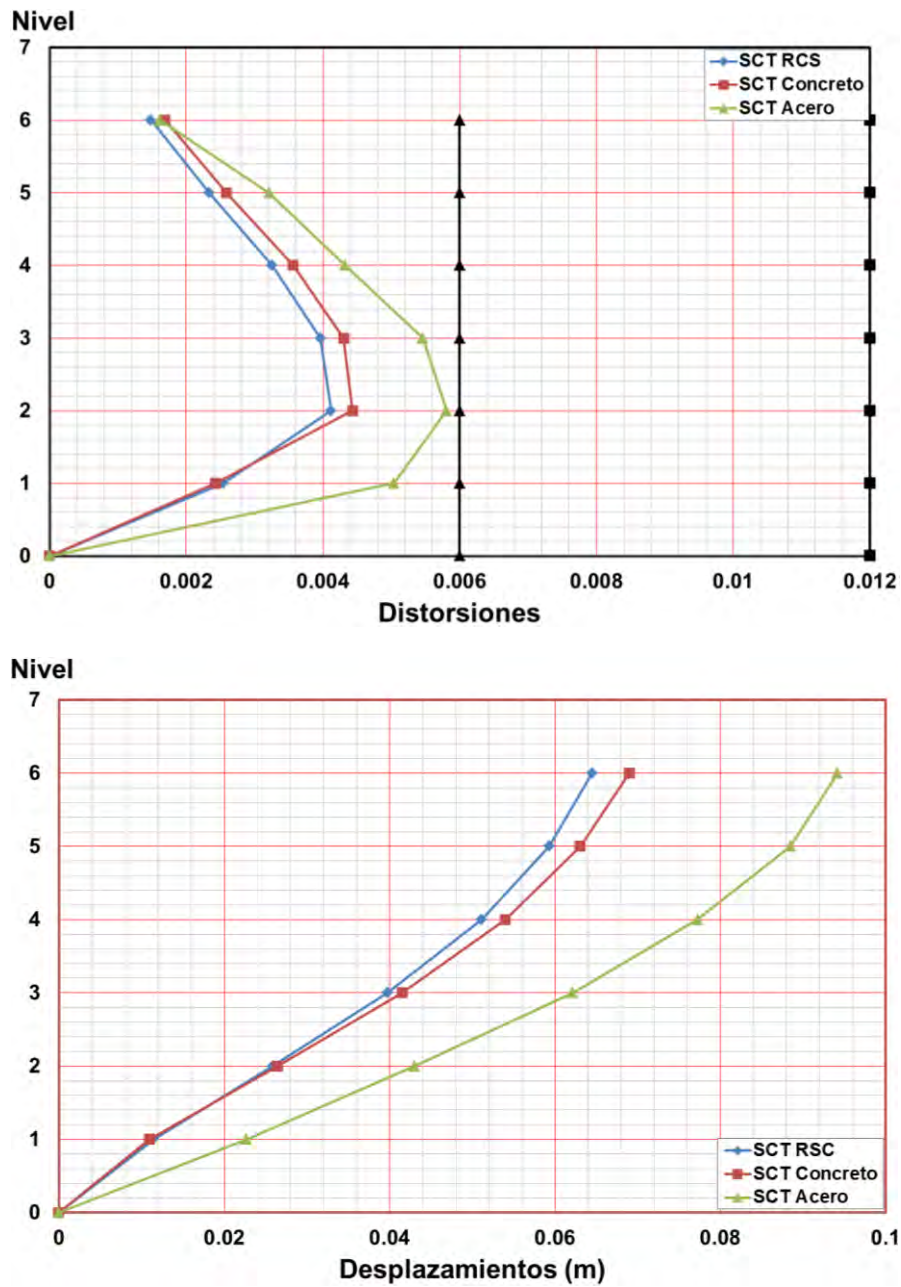 Nivel
7
SCT RCS
SCT Concreto
SCT Acero
6
5
4
3
2
1
0
0 0.002 0.004 0.006 0.008 0.01 0.012
Distorsiones
Nivel
7
6
5
4
3
2
1
SCT RSC
SCT Concreto
SCT Acero
0
0 0.02 0.04 0.06 0.08 0.1
Desplazamientos (m)